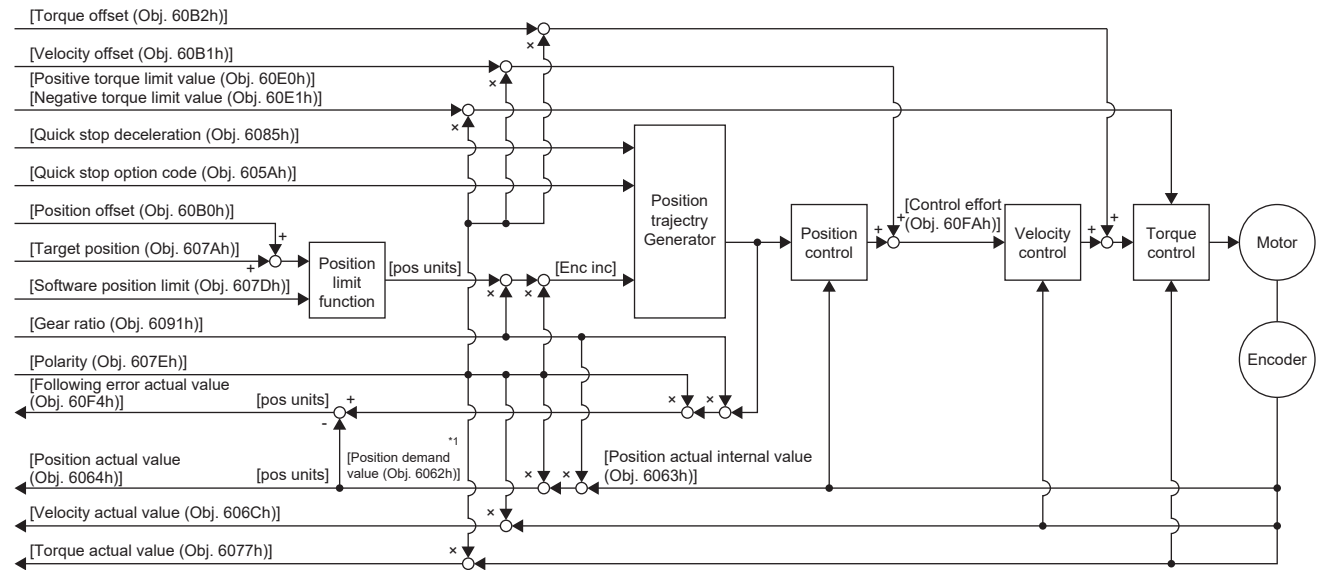 [Torque offset (Obj. 60B2h)]
×
[Velocity offset (Obj. 60B1h)]
×
[Positive torque limit value (Obj. 60E0h)]
[Negative torque limit value (Obj. 60E1h)]
×
[Quick stop deceleration (Obj. 6085h)]
[Quick stop option code (Obj. 605Ah)]
Position
trajectry
Generator
[Position offset (Obj. 60B0h)]
+
[Target position (Obj. 607Ah)]
+
[Software position limit (Obj. 607Dh)]
Position
limit
function
[pos units]
×
×
[Enc inc]
Position
control
+
+
[Control effort
(Obj. 60FAh)]
Velocity
control
+
+
Torque
control
Motor
Encoder
[Gear ratio (Obj. 6091h)]
[Polarity (Obj. 607Eh)]
[Following error actual value
(Obj. 60F4h)]
[pos units]
+
-
×
×
*1
[Position demand
value (Obj. 6062h)]
[Position actual value
(Obj. 6064h)]
[pos units]
×
×
[Position actual internal value
(Obj. 6063h)]
[Velocity actual value (Obj. 606Ch)]
×
[Torque actual value (Obj. 6077h)]
×